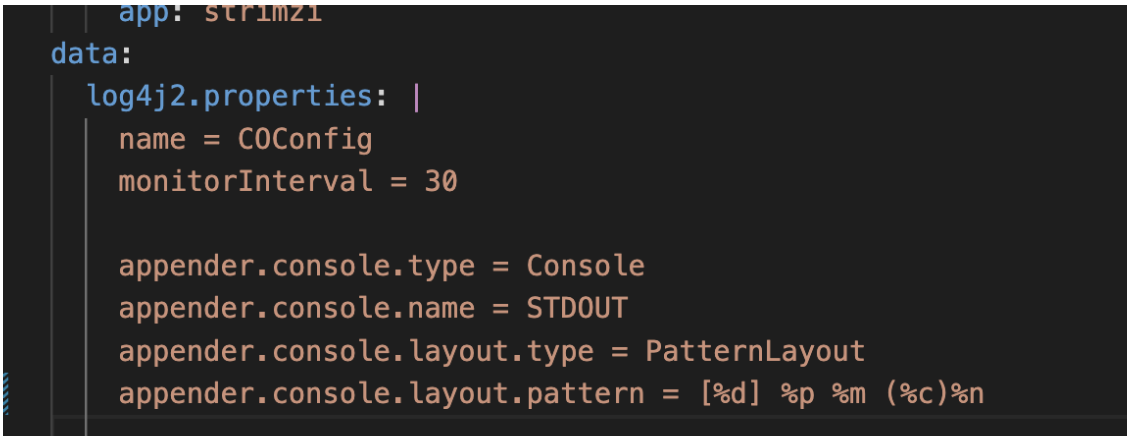 app: strimzi
data:
log4j2.properties: |
name = COConfig
monitorInterval = 30
appender.console.type = Console
appender.console.name = STDOUT
appender.console.layout.type = PatternLayout
appender.console.layout.pattern = [%d] %p %m (%c)%n